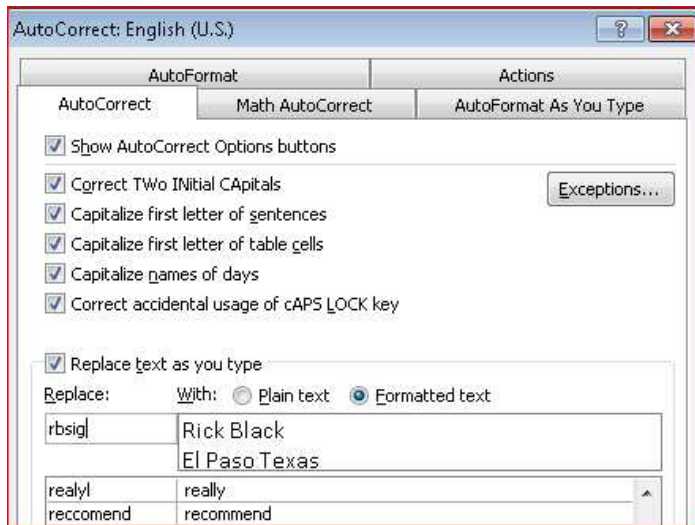 AutoCorrect: English (U.S.)
AutoFormat Actions
AutoCorrect Math AutoCorrect AutoFormat As You Type
Show AutoCorrect Options buttons
Correct TWo INitial CApitals Exceptions...
Capitalize first letter of sentences
Capitalize first letter of table cells
Capitalize names of days
Correct accidental usage of cAPS LOCK key
Replace text as you type
Replace: With: Plain text Formatted text
rbsig Rick Black
El Paso Texas
realyl really
reccomend recommend